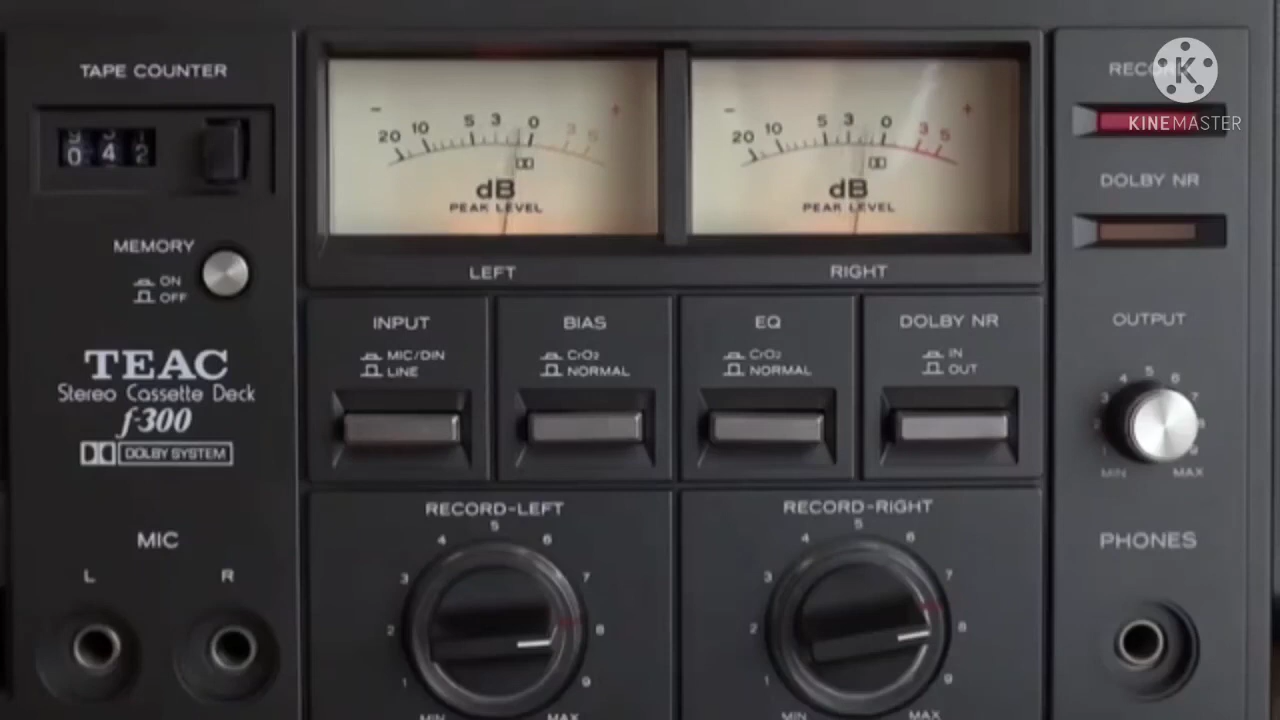 TAPE COUNTER
0 4 2
MEMORY
ON
OFF
TEAC
Stereo Cassette Deck
f-300
DOLBY SYSTEM
MIC
L R
- +
20 10 5 3 0 3 5
dB
PEAK LEVEL
LEFT
- +
20 10 5 3 0 3 5
dB
PEAK LEVEL
RIGHT
INPUT
MIC/DIN
LINE
BIAS
CrO2
NORMAL
EQ
CrO2
NORMAL
DOLBY NR
IN
OUT
RECORD-LEFT
1 2 3 4 5 6 7 8 9
MIN MAX
RECORD-RIGHT
1 2 3 4 5 6 7 8 9
MIN MAX
K
KINEMASTER
DOLBY NR
OUTPUT
3 4 5 6 7
MIN MAX
PHONES